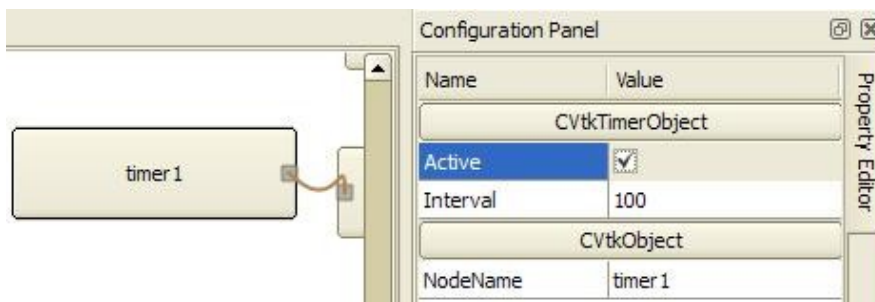 Configuration Panel
Name Value
CVtkTimerObject
Active
Interval 100
CVtkObject
NodeName timer1
timer1
Property Editor